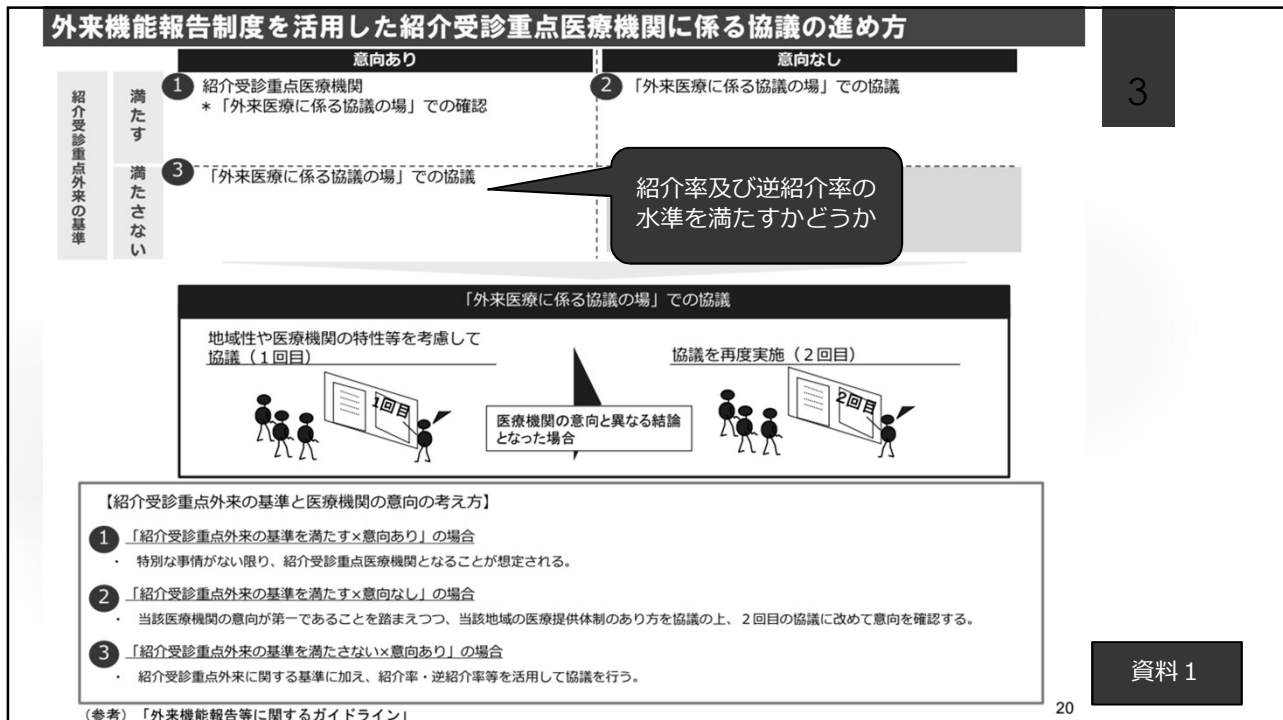 外来機能報告制度を活用した紹介受診重点医療機関に係る協議の進め方
3
意向あり
意向なし
紹介受診重点外来の基準
満たす
満たさない
1 紹介受診重点医療機関
＊「外来医療に係る協議の場」での確認
2 「外来医療に係る協議の場」での協議
3 「外来医療に係る協議の場」での協議
紹介率及び逆紹介率の
水準を満たすかどうか
「外来医療に係る協議の場」での協議
地域性や医療機関の特性等を考慮して
協議（１回目）
1回目
医療機関の意向と異なる結論
となった場合
協議を再度実施（２回目）
2回目
【紹介受診重点外来の基準と医療機関の意向の考え方】
1 「紹介受診重点外来の基準を満たす×意向あり」の場合
・ 特別な事情がない限り、紹介受診重点医療機関となることが想定される。
2 「紹介受診重点外来の基準を満たす×意向なし」の場合
・ 当該医療機関の意向が第一であることを踏まえつつ、当該地域の医療提供体制のあり方を協議の上、２回目の協議に改めて意向を確認する。
3 「紹介受診重点外来の基準を満たさない×意向あり」の場合
・ 紹介受診重点外来に関する基準に加え、紹介率・逆紹介率等を活用して協議を行う。
（参考）「外来機能報告等に関するガイドライン」
20
資料１